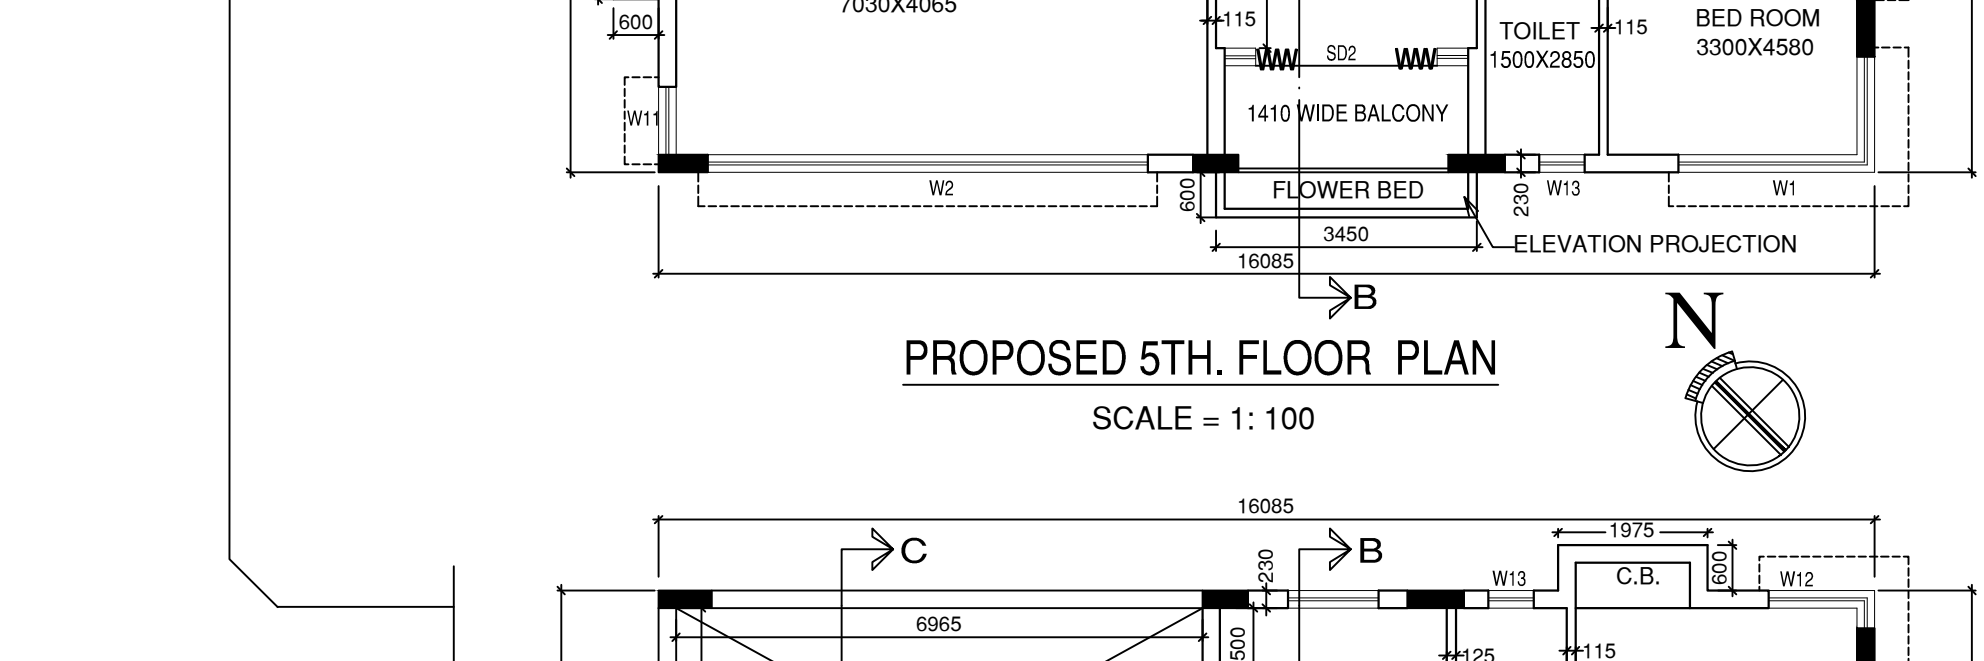 7030X4065
600
115
TOILET
1500X2850
115
BED ROOM
3300X4580
SD2
W11
1410 WIDE BALCONY
W2
600
FLOWER BED
230
W13
W1
3450
ELEVATION PROJECTION
16085
B
N
PROPOSED 5TH. FLOOR PLAN
SCALE = 1: 100
16085
C
B
1975
230
W13
C.B.
600
W12
6965
500
125
115